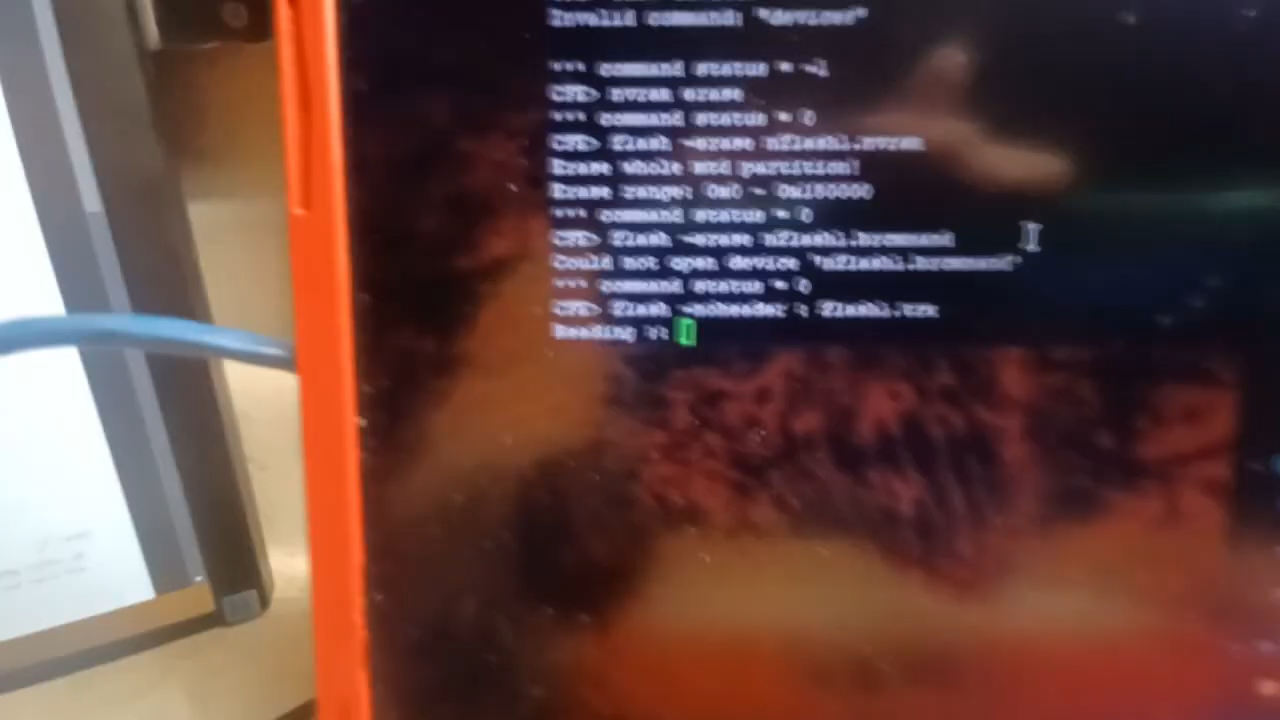 Invalid command: "devices"
*** command status = -1
CFE> nvram erase
*** command status = 0
CFE> flash -erase nflash1.nvram
Erase whole mtd partition!
Erase range: 0x0 - 0x180000
*** command status = 0
CFE> flash -erase nflash1.brcmnand
Could not open device 'nflash1.brcmnand'
*** command status = 0
CFE> flash -noheader : flash1.trx
Reading ::